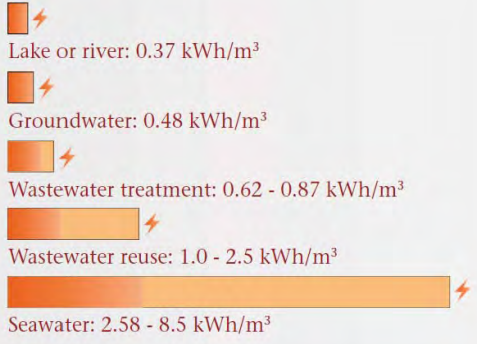 Lake or river: 0.37 kWh/m³
Groundwater: 0.48 kWh/m³
Wastewater treatment: 0.62 - 0.87 kWh/m³
Wastewater reuse: 1.0 - 2.5 kWh/m³
Seawater: 2.58 - 8.5 kWh/m³